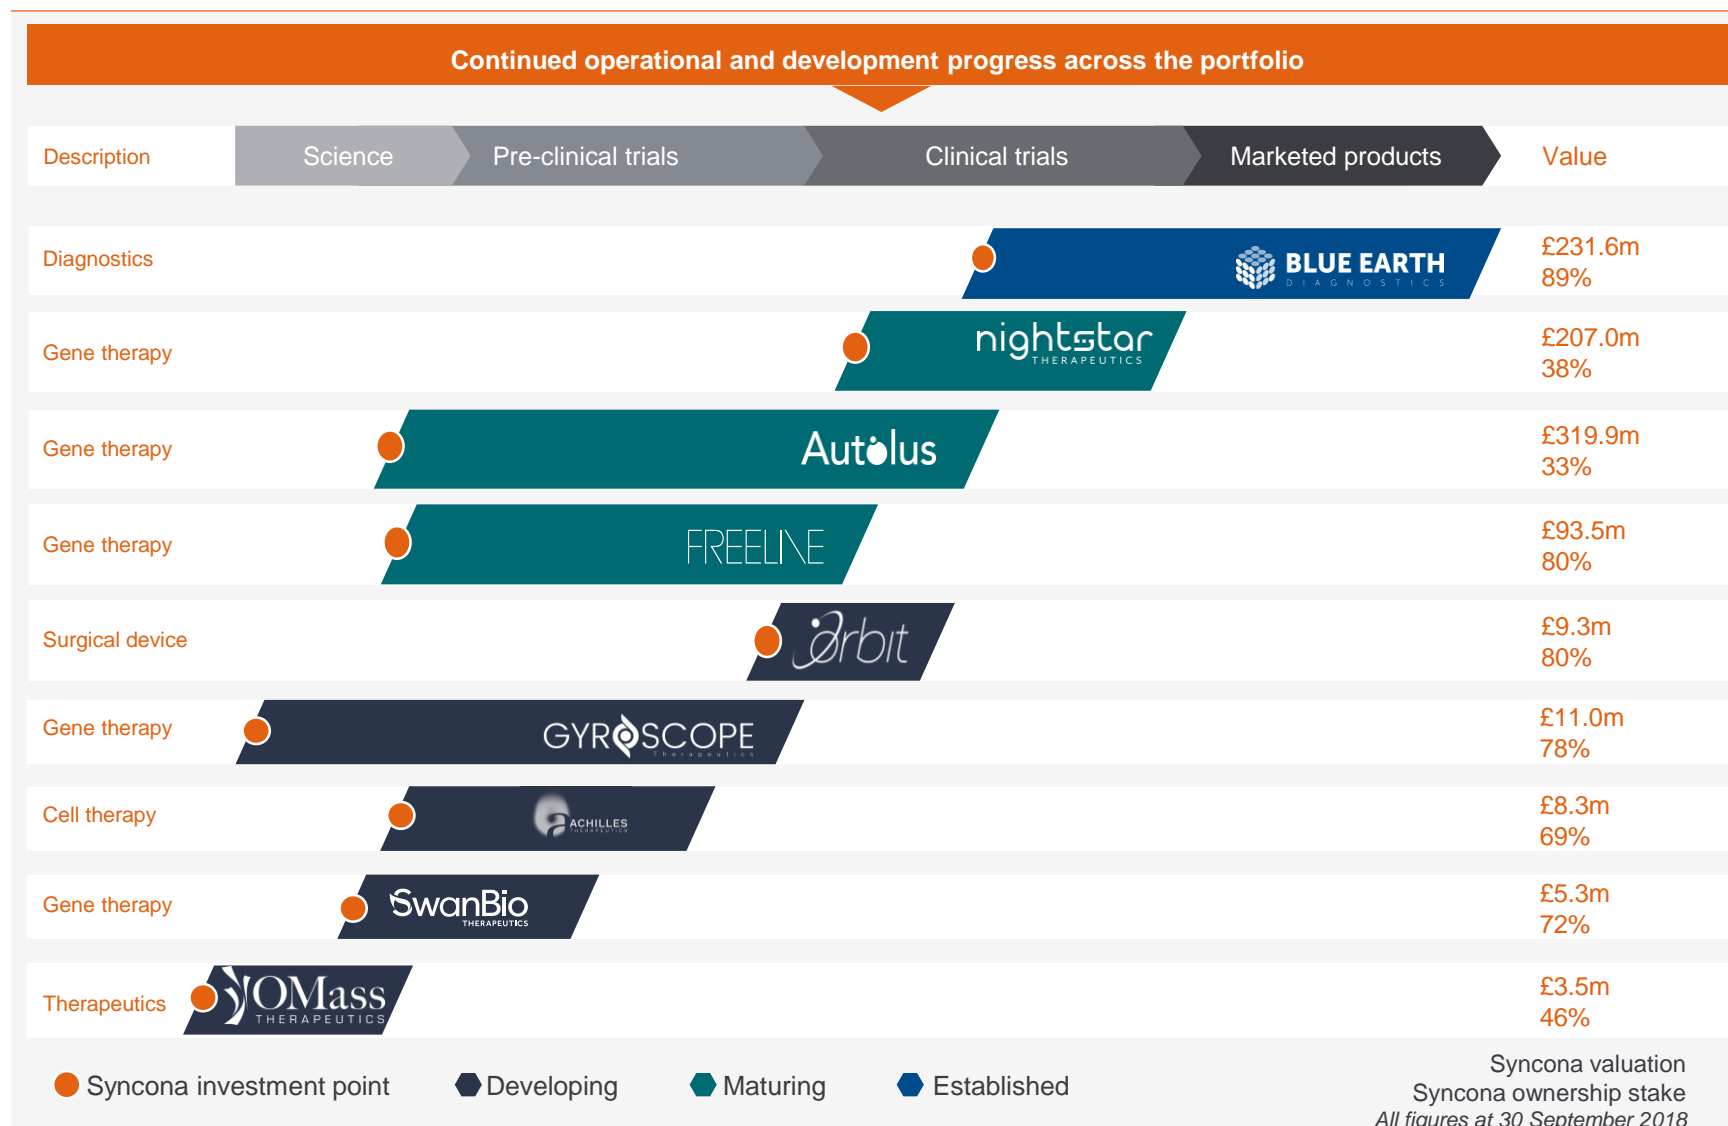 Continued operational and development progress across the portfolio
Description
Science
Pre-clinical trials
Clinical trials
Marketed products
Value
Diagnostics
BLUE EARTH
DIAGNOSTICS
£231.6m
89%
Gene therapy
nightstar
THERAPEUTICS
£207.0m
38%
Gene therapy
Autolus
£319.9m
33%
Gene therapy
FREELINE
£93.5m
80%
Surgical device
Orbit
£9.3m
80%
Gene therapy
GYROSCOPE
Therapeutics
£11.0m
78%
Cell therapy
ACHILLES
THERAPEUTICS
£8.3m
69%
Gene therapy
SwanBio
THERAPEUTICS
£5.3m
72%
Therapeutics
OMass
THERAPEUTICS
£3.5m
46%
Syncona investment point
Developing
Maturing
Established
Syncona valuation
Syncona ownership stake
All figures at 30 September 2018